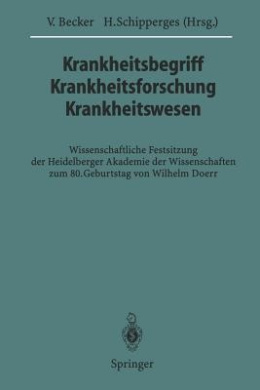 V. Becker H. Schipperges (Hrsg.)
Krankheitsbegriff
Krankheitsforschung
Krankheitswesen
Wissenschaftliche Festsitzung
der Heidelberger Akademie der Wissenschaften
zum 80. Geburtstag von Wilhelm Doerr
Springer